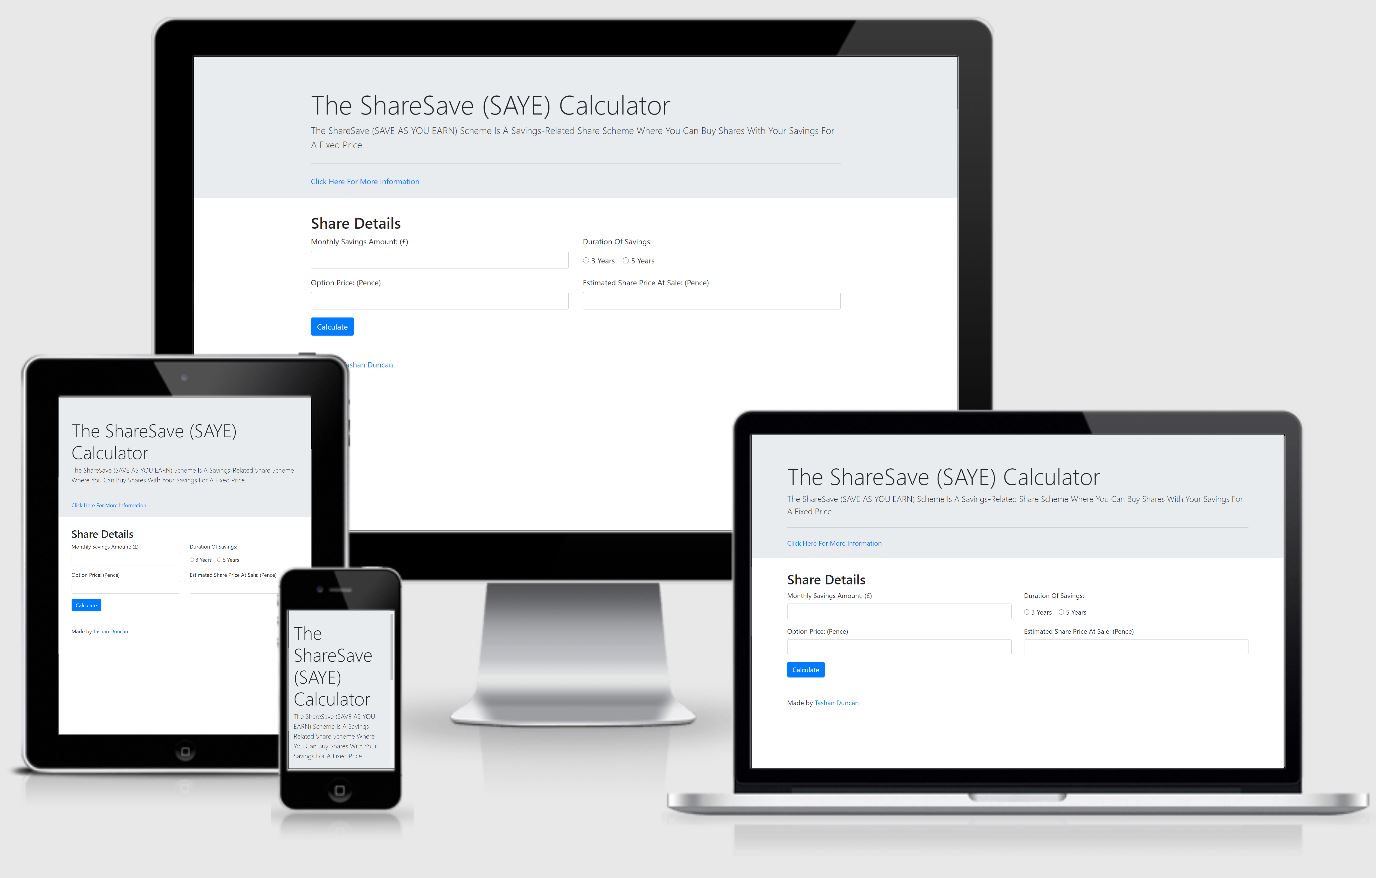 The ShareSave (SAYE) Calculator
The ShareSave (SAVE AS YOU EARN) Scheme Is A Savings-Related Share Scheme Where You Can Buy Shares With Your Savings For
A Fixed Price
Click Here For More Information
Share Details
Monthly Savings Amount: (£)
Duration Of Savings:
3 Years 5 Years
Option Price: (Pence)
Estimated Share Price At Sale: (Pence)
Calculate
Tashan Duncan
The ShareSave (SAYE)
Calculator
The ShareSave (SAVE AS YOU EARN) Scheme Is A Savings-Related Share Scheme
Where You Can Buy Shares With Your Savings For A Fixed Price
Click Here For More Information
Share Details
Monthly Savings Amount: (£)
Duration Of Savings:
3 Years 5 Years
Option Price: (Pence)
Estimated Share Price At Sale: (Pence)
Calculate
Made by Tashan Duncan
The
ShareSave
(SAYE)
Calculator
The ShareSave (SAVE AS YOU
EARN) Scheme Is A Savings-
Related Share Scheme Where
You Can Buy Shares With Your
Savings For A Fixed Price
The ShareSave (SAYE) Calculator
The ShareSave (SAVE AS YOU EARN) Scheme Is A Savings-Related Share Scheme Where You Can Buy Shares With Your Savings For
A Fixed Price
Click Here For More Information
Share Details
Monthly Savings Amount: (£)
Duration Of Savings:
3 Years 5 Years
Option Price: (Pence)
Estimated Share Price At Sale: (Pence)
Calculate
Made by Tashan Duncan